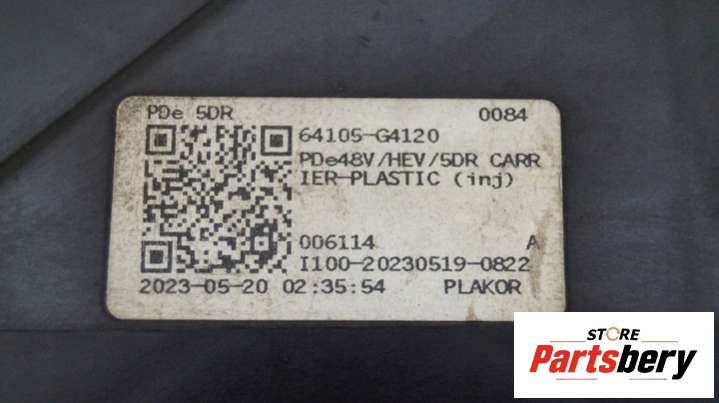 PDe 5DR 0084
64105-G4120
PDe48V/HEV/5DR CARR
IER-PLASTIC (inj)
006114 A
I100-20230519-0822
2023-05-20 02:35:54 PLAKOR
STORE
Partsbery